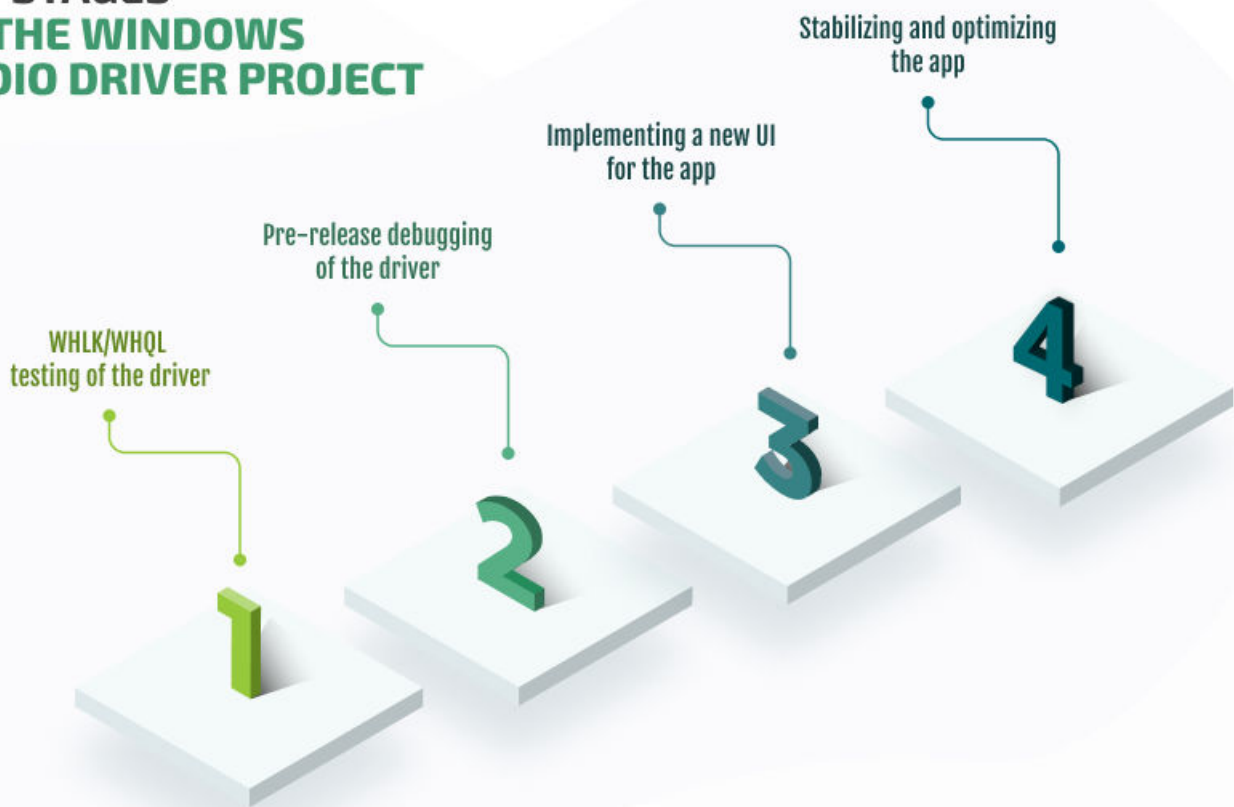 STAGES
THE WINDOWS
DIO DRIVER PROJECT
Stabilizing and optimizing
the app
Implementing a new UI
for the app
Pre-release debugging
of the driver
WHLK/WHQL
testing of the driver
1
2
3
4